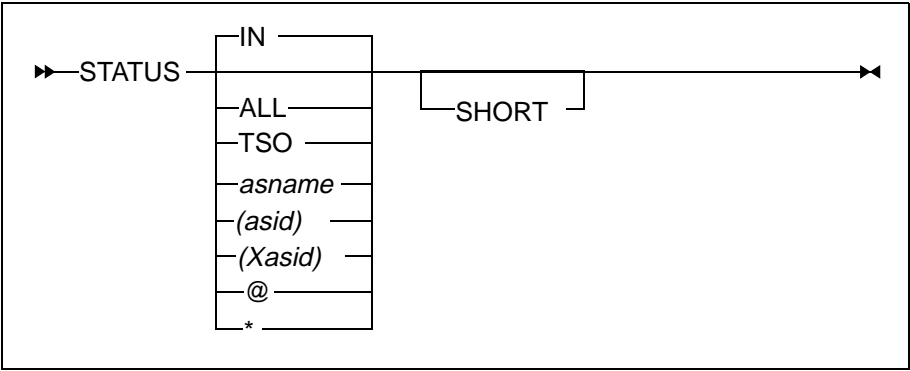 IN
STATUS
ALL
SHORT
TSO
asname
(asid)
(Xasid)
@
*